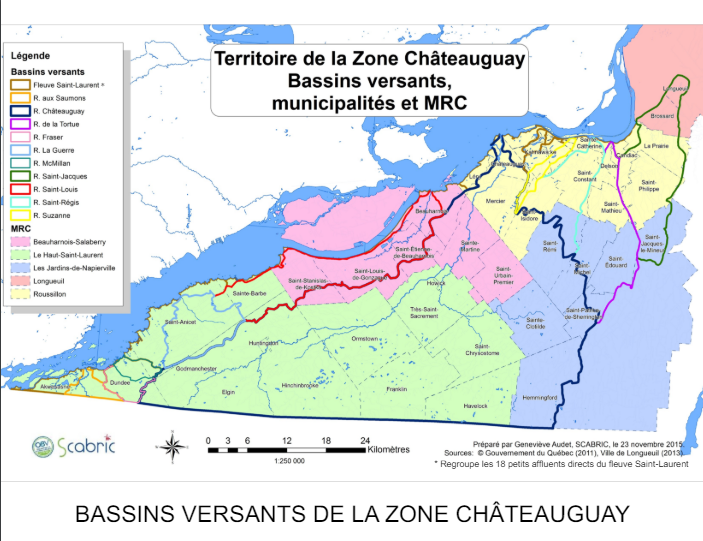 Territoire de la Zone Châteauguay
Bassins versants,
municipalités et MRC
Légende
Bassins versants
Fleuve Saint-Laurent *
R. aux Saumons
R. Châteauguay
R. de la Tortue
R. Fraser
R. La Guerre
R. McMillan
R. Saint-Jacques
R. Saint-Louis
R. Saint-Régis
R. Suzanne
MRC
Beauharnois-Salaberry
Le Haut-Saint-Laurent
Les Jardins-de-Napierville
Longueuil
Roussillon
Longueuil
Brossard
La Prairie
Sainte-
Catherine
Kahnawake
Candiac
Delson
Châteauguay
Léry
Saint-
Constant
Saint-
Philippe
Mercier
Saint-
Mathieu
Isidore
Beauharnois
Saint-
Jacques-
le-Mineur
Saint-
Rémi
Sainte-
Martine
Saint-Étienne-
de-Beauharnois
Saint-
Édouard
Saint-
Urbain-
Premier
Saint-Louis-
de-Gonzague
Saint-Stanislas-
de-Kostka
Howick
Sainte-Barbe
Très-Saint-
Sacrement
Sainte-
Clotilde
Saint-Anicet
Huntingdon
Ormstown
Saint-
Chrysostome
Godmanchester
Dundee
Akwesasne
Elgin
Hinchinbrooke
Franklin
Havelock
Hemmingford
OBV
Scabric
0 3 6 12 18 24
Kilomètres
1:250 000
Préparé par Geneviève Audet, SCABRIC, le 23 novembre 2015
Sources: © Gouvernement du Québec (2011), Ville de Longueuil (2013)
* Regroupe les 18 petits affluents directs du fleuve Saint-Laurent
BASSINS VERSANTS DE LA ZONE CHÂTEAUGUAY